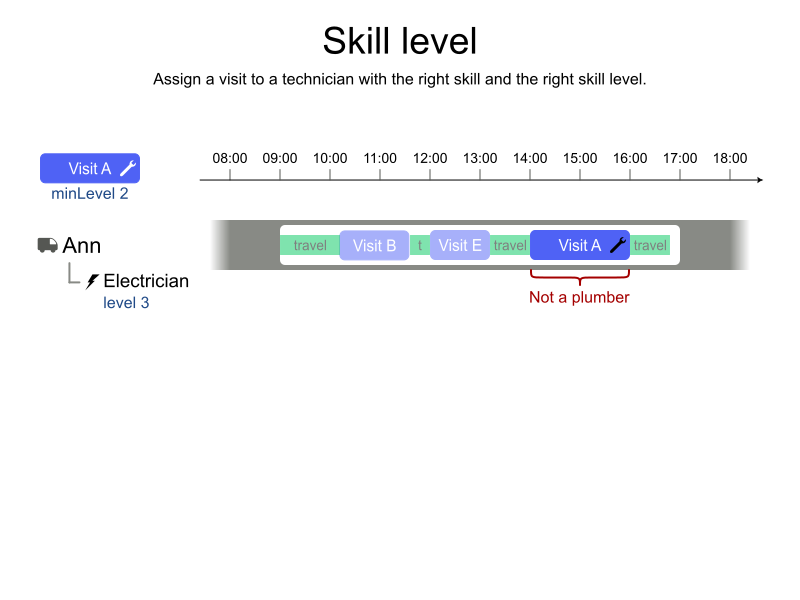 Skill level
Assign a visit to a technician with the right skill and the right skill level.
08:00 09:00 10:00 11:00 12:00 13:00 14:00 15:00 16:00 17:00 18:00
Visit A
minLevel 2
Ann
travel Visit B t Visit E travel Visit A travel
Electrician
level 3
Not a plumber